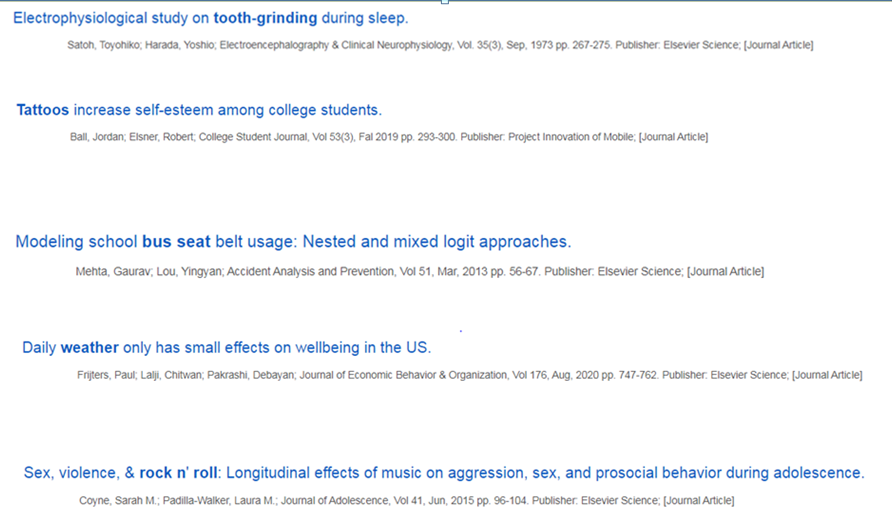 Electrophysiological study on tooth-grinding during sleep.
Satoh, Toyohiko; Harada, Yoshio; Electroencephalography & Clinical Neurophysiology, Vol. 35(3), Sep, 1973 pp. 267-275. Publisher: Elsevier Science; [Journal Article]
Tattoos increase self-esteem among college students.
Ball, Jordan; Elsner, Robert; College Student Journal, Vol 53(3), Fal 2019 pp. 293-300. Publisher: Project Innovation of Mobile; [Journal Article]
Modeling school bus seat belt usage: Nested and mixed logit approaches.
Mehta, Gaurav; Lou, Yingyan; Accident Analysis and Prevention, Vol 51, Mar, 2013 pp. 56-67. Publisher: Elsevier Science; [Journal Article]
Daily weather only has small effects on wellbeing in the US.
Frijters, Paul; Lalji, Chitwan; Pakrashi, Debayan; Journal of Economic Behavior & Organization, Vol 176, Aug, 2020 pp. 747-762. Publisher: Elsevier Science; [Journal Article]
Sex, violence, & rock n' roll: Longitudinal effects of music on aggression, sex, and prosocial behavior during adolescence.
Coyne, Sarah M.; Padilla-Walker, Laura M.; Journal of Adolescence, Vol 41, Jun, 2015 pp. 96-104. Publisher: Elsevier Science; [Journal Article]